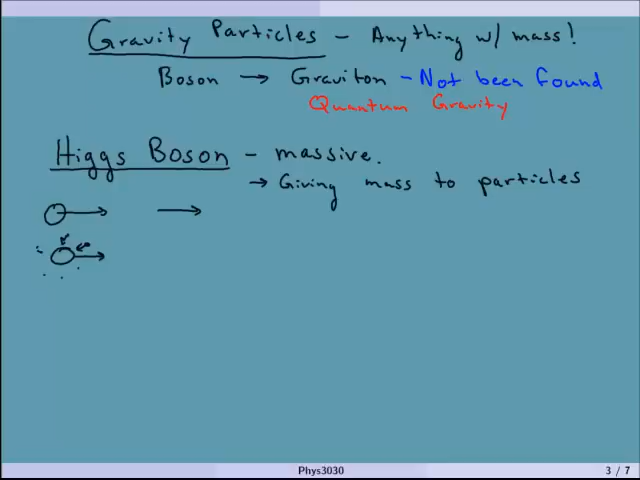 Gravity Particles - Anything w/ mass!
Boson → Graviton - Not been found
Quantum Gravity
Higgs Boson - massive.
→ Giving mass to particles
Phys3030
3 / 7